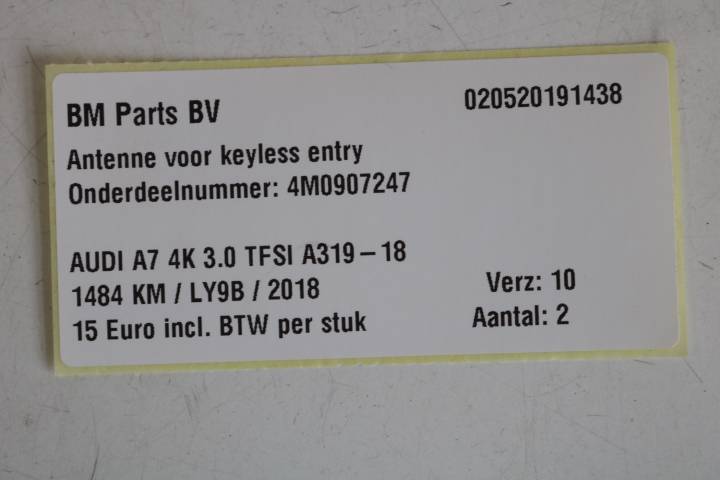 BM Parts BV 020520191438
Antenne voor keyless entry
Onderdeelnummer: 4M0907247
AUDI A7 4K 3.0 TFSI A319-18
1484 KM / LY9B / 2018 Verz: 10
15 Euro incl. BTW per stuk Aantal: 2